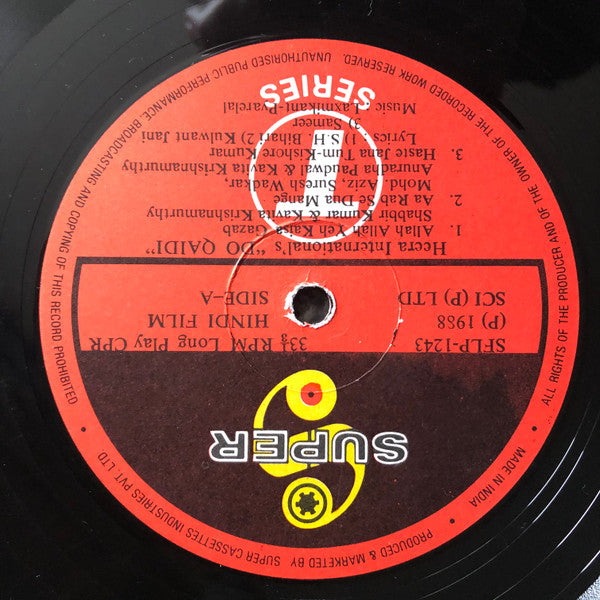 SUPER
SFLP-1243
33⅓ RPM Long Play CPR
(P) 1988
HINDI FILM
SCI (P) LTD
SIDE-A
Heera International's "DO QAIDI"
1. Allah Allah Yeh Kaisa Gazab
Shabbir Kumar & Kavita Krishnamurthy
2. Aa Rab Se Dua Mange
Mohd. Aziz, Suresh Wadkar,
Anuradha Paudwal & Kavita Krishnamurthy
3. Haste Jana Tum-Kishore Kumar
Lyrics : 1) S.H. Bihari 2) Kulwant Jani
3) Sameer
Music : Laxmikant-Pyarelal
T
SERIES
PRODUCED & MARKETED BY SUPER CASSETTES INDUSTRIES PVT. LTD
MADE IN INDIA
ALL RIGHTS OF THE PRODUCER AND OF THE OWNER OF THE RECORDED WORK RESERVED. UNAUTHORISED PUBLIC PERFORMANCE, BROADCASTING AND COPYING OF THIS RECORD PROHIBITED